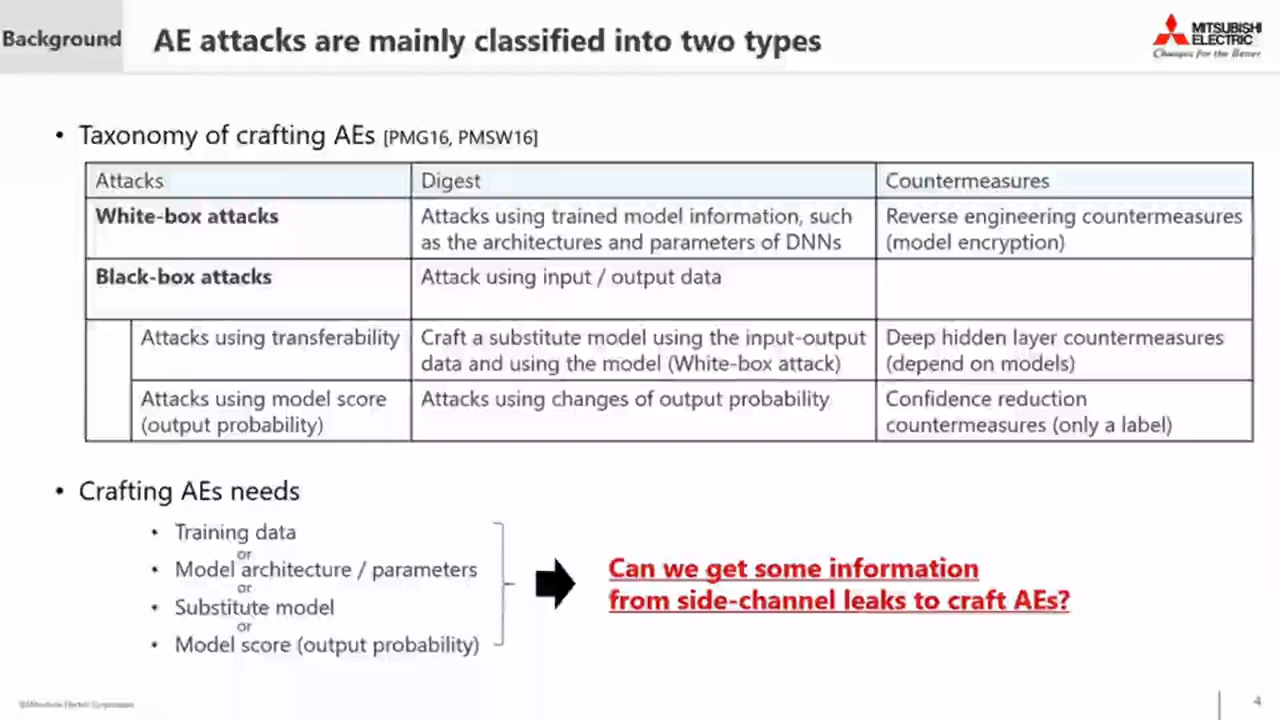 Background
AE attacks are mainly classified into two types
MITSUBISHI
ELECTRIC
Changes for the Better
• Taxonomy of crafting AEs [PMG16, PMSW16]
Attacks
Digest
Countermeasures
White-box attacks
Attacks using trained model information, such
as the architectures and parameters of DNNs
Reverse engineering countermeasures
(model encryption)
Black-box attacks
Attack using input / output data
Attacks using transferability
Craft a substitute model using the input-output
data and using the model (White-box attack)
Deep hidden layer countermeasures
(depend on models)
Attacks using model score
(output probability)
Attacks using changes of output probability
Confidence reduction
countermeasures (only a label)
• Crafting AEs needs
• Training data
or
• Model architecture / parameters
or
• Substitute model
or
• Model score (output probability)
Can we get some information
from side-channel leaks to craft AEs?
©Mitsubishi Electric Corporation
4